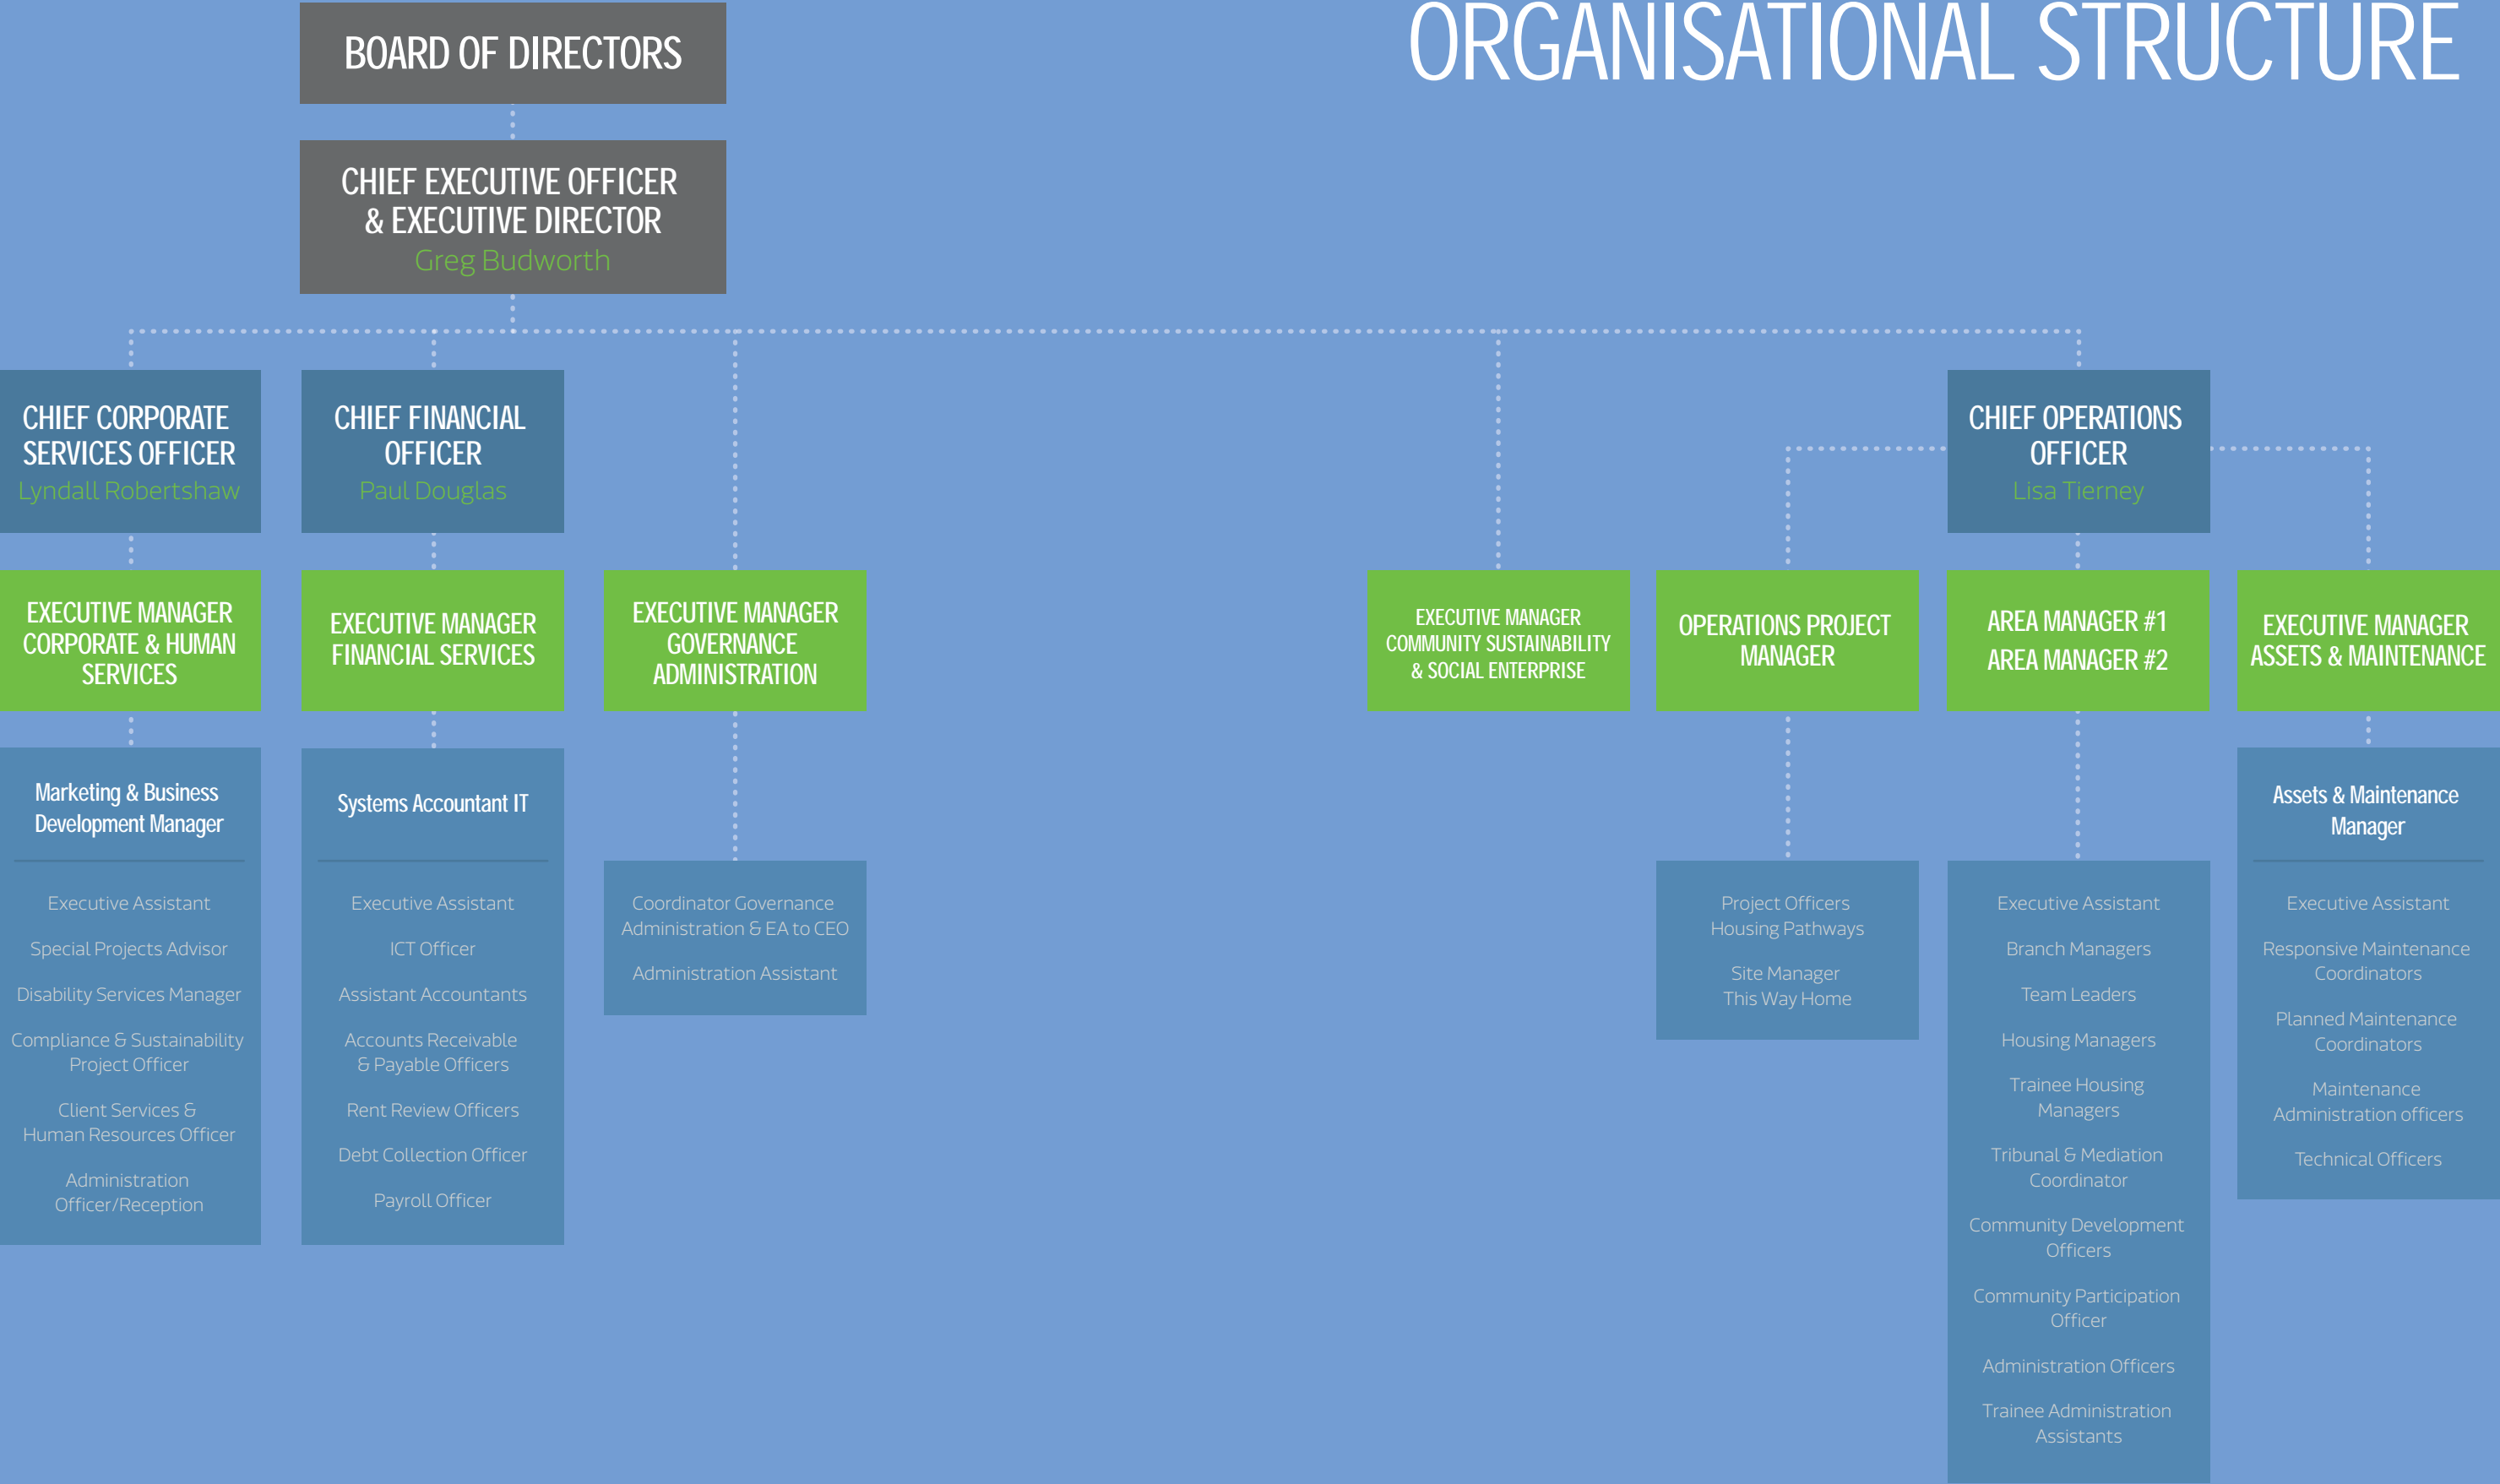 ORGANISATIONAL STRUCTURE
BOARD OF DIRECTORS
CHIEF EXECUTIVE OFFICER
& EXECUTIVE DIRECTOR
Greg Budworth
CHIEF CORPORATE
SERVICES OFFICER
Lyndall Robertshaw
CHIEF FINANCIAL
OFFICER
Paul Douglas
CHIEF OPERATIONS
OFFICER
Lisa Tierney
EXECUTIVE MANAGER
CORPORATE & HUMAN
SERVICES
EXECUTIVE MANAGER
FINANCIAL SERVICES
EXECUTIVE MANAGER
GOVERNANCE
ADMINISTRATION
EXECUTIVE MANAGER
COMMUNITY SUSTAINABILITY
& SOCIAL ENTERPRISE
OPERATIONS PROJECT
MANAGER
AREA MANAGER #1
AREA MANAGER #2
EXECUTIVE MANAGER
ASSETS & MAINTENANCE
Marketing & Business
Development Manager
Executive Assistant
Special Projects Advisor
Disability Services Manager
Compliance & Sustainability
Project Officer
Client Services &
Human Resources Officer
Administration
Officer/Reception
Systems Accountant IT
Executive Assistant
ICT Officer
Assistant Accountants
Accounts Receivable
& Payable Officers
Rent Review Officers
Debt Collection Officer
Payroll Officer
Coordinator Governance
Administration & EA to CEO
Administration Assistant
Project Officers
Housing Pathways
Site Manager
This Way Home
Executive Assistant
Branch Managers
Team Leaders
Housing Managers
Trainee Housing
Managers
Tribunal & Mediation
Coordinator
Community Development
Officers
Community Participation
Officer
Administration Officers
Trainee Administration
Assistants
Assets & Maintenance
Manager
Executive Assistant
Responsive Maintenance
Coordinators
Planned Maintenance
Coordinators
Maintenance
Administration officers
Technical Officers